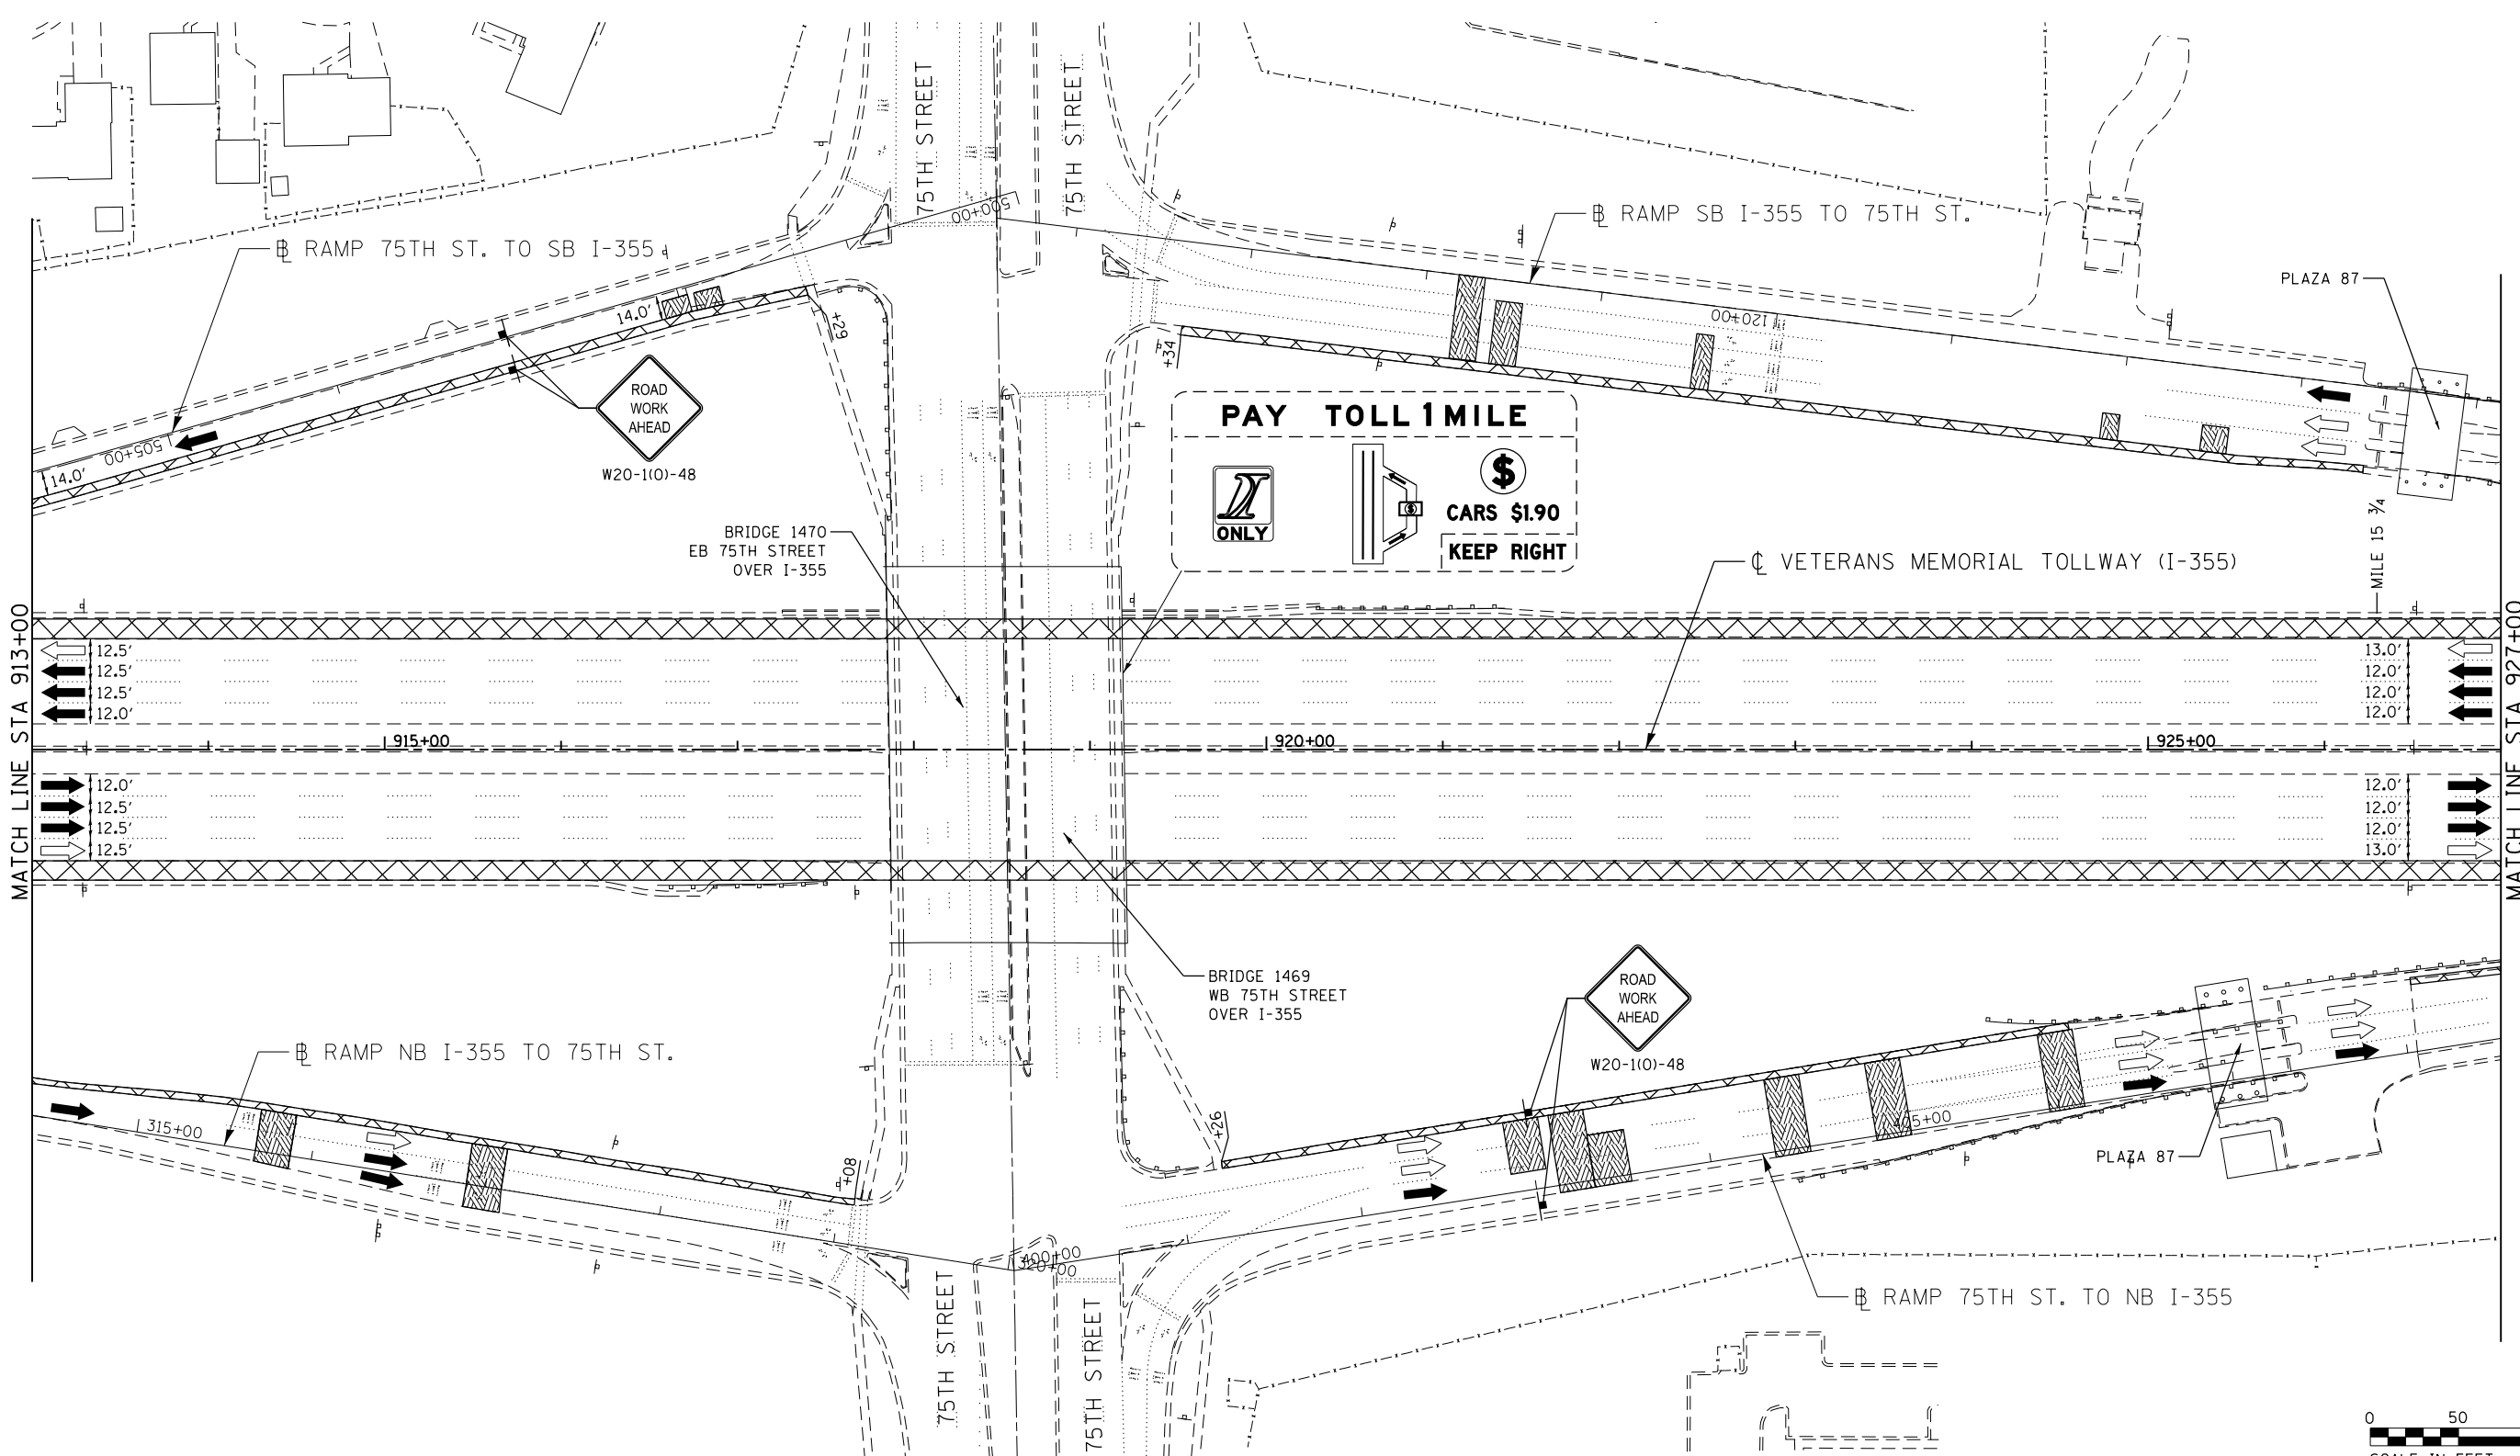 75TH STREET
75TH STREET
500+00
℄ RAMP SB I-355 TO 75TH ST.
B RAMP 75TH ST. TO SB I-355
PLAZA 87
14.0'
+29
120+00
+34
ROAD
WORK
AHEAD
W20-1(O)-48
PAY TOLL 1 MILE
$
CARS $1.90
ONLY
KEEP RIGHT
505+00
14.0'
BRIDGE 1470
EB 75TH STREET
OVER I-355
MILE 15 3/4
℄ VETERANS MEMORIAL TOLLWAY (I-355)
MATCH LINE STA 913+00
MATCH LINE STA 927+00
12.5'
12.5'
12.5'
12.0'
13.0'
12.0'
12.0'
12.0'
915+00
920+00
925+00
12.0'
12.5'
12.5'
12.5'
12.0'
12.0'
12.0'
13.0'
BRIDGE 1469
WB 75TH STREET
OVER I-355
ROAD
WORK
AHEAD
W20-1(O)-48
B RAMP NB I-355 TO 75TH ST.
315+00
+08
+26
405+00
PLAZA 87
400+00
320+00
75TH STREET
75TH STREET
B RAMP 75TH ST. TO NB I-355
0 50
SCALE IN FEET